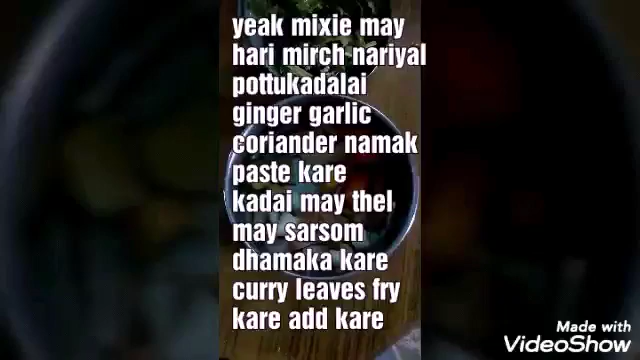 yeak mixie may
hari mirch nariyal
pottukadalai
ginger garlic
coriander namak
paste kare
kadai may thel
may sarsom
dhamaka kare
curry leaves fry
kare add kare
Made with
VideoShow